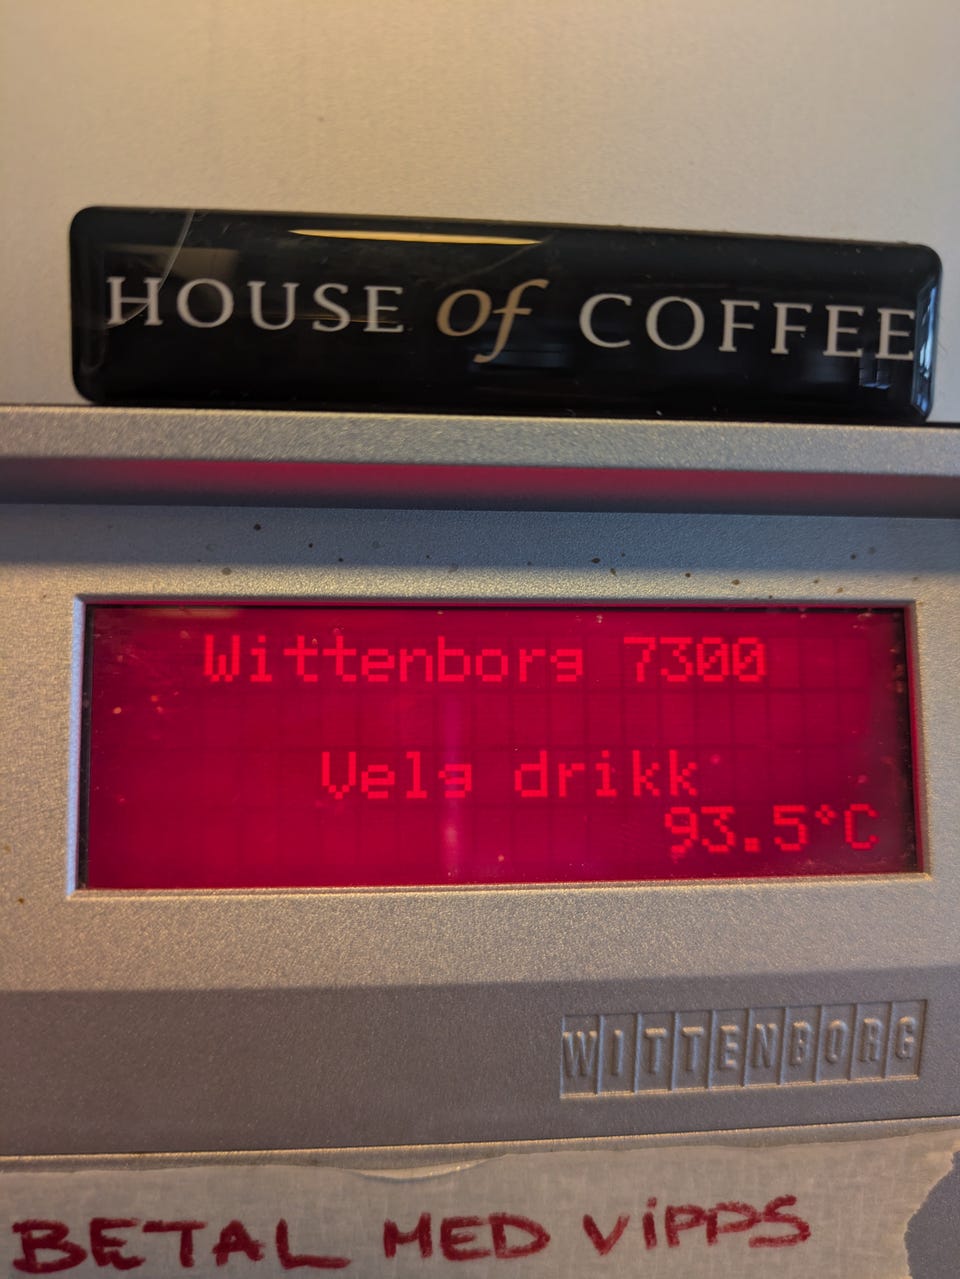 HOUSE of COFFEE
Wittenborg 7300
Velg drikk
93.5°C
WITTENBORG
BETAL MED VIPPS